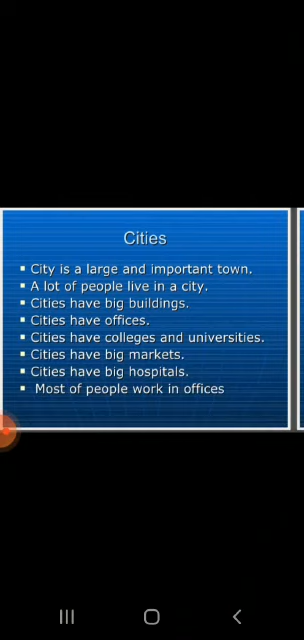 Cities
▪ City is a large and important town.
▪ A lot of people live in a city.
▪ Cities have big buildings.
▪ Cities have offices.
▪ Cities have colleges and universities.
▪ Cities have big markets.
▪ Cities have big hospitals.
▪ Most of people work in offices